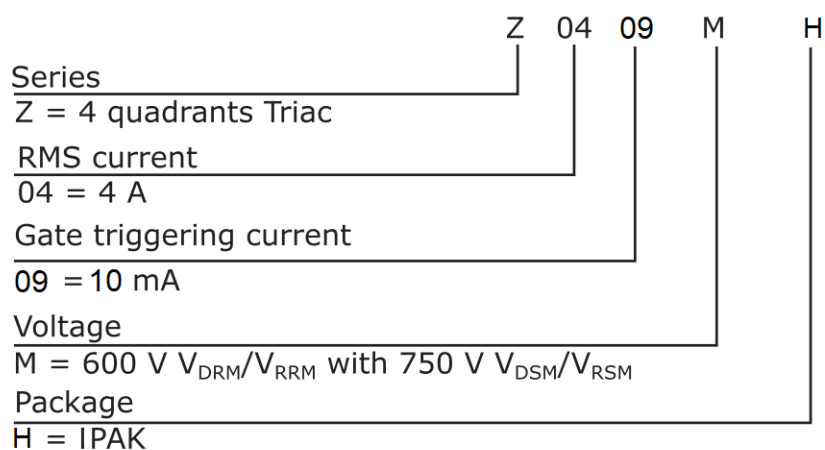 Z 04 09 M H
Series
Z = 4 quadrants Triac
RMS current
04 = 4 A
Gate triggering current
09 = 10 mA
Voltage
M = 600 V VDRM/VRRM with 750 V VDSM/VRSM
Package
H = IPAK